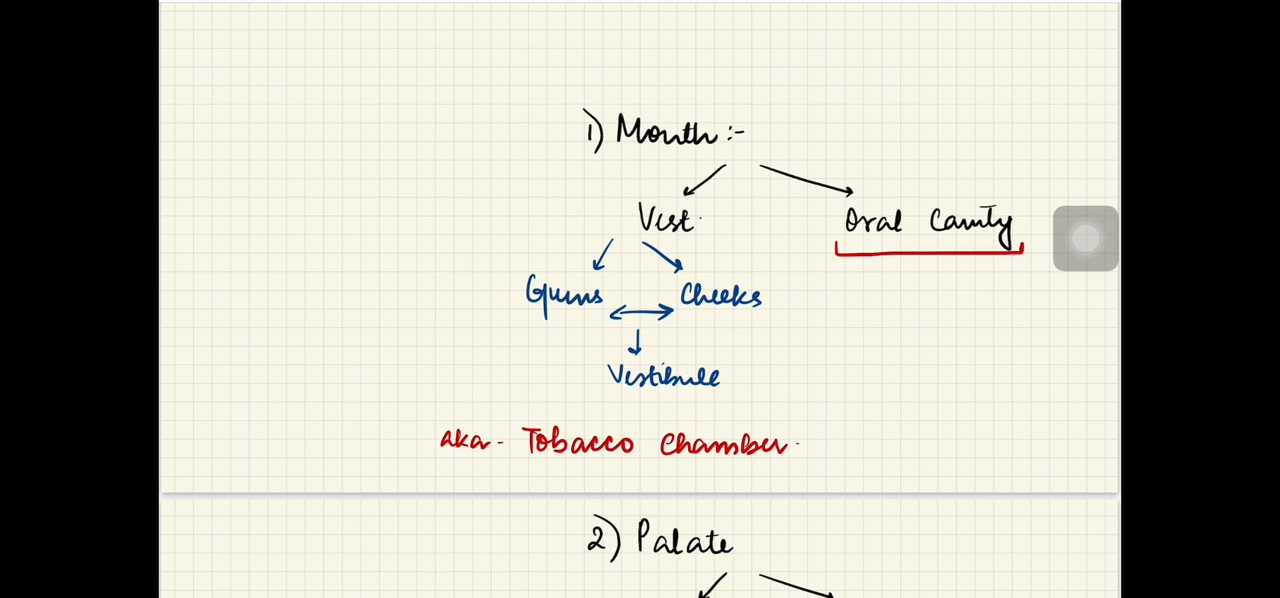 1) Mouth :-
Vest.
Oral Cavity
Gums
Cheeks
Vestibule
aka - Tobacco Chamber.
2) Palate